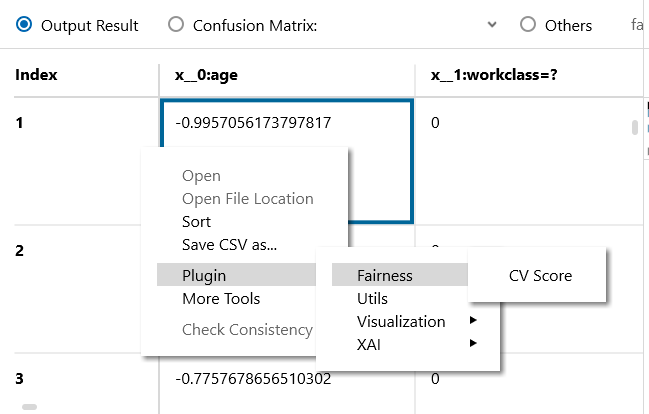 Output Result Confusion Matrix: Others fa
Index x__0:age x__1:workclass=?
1 -0.9957056173797817 0
Open
Open File Location
Sort
Save CSV as...
2
Plugin Fairness CV Score
More Tools Utils
Visualization
Check Consistency
XAI
3 -0.7757678656510302 0